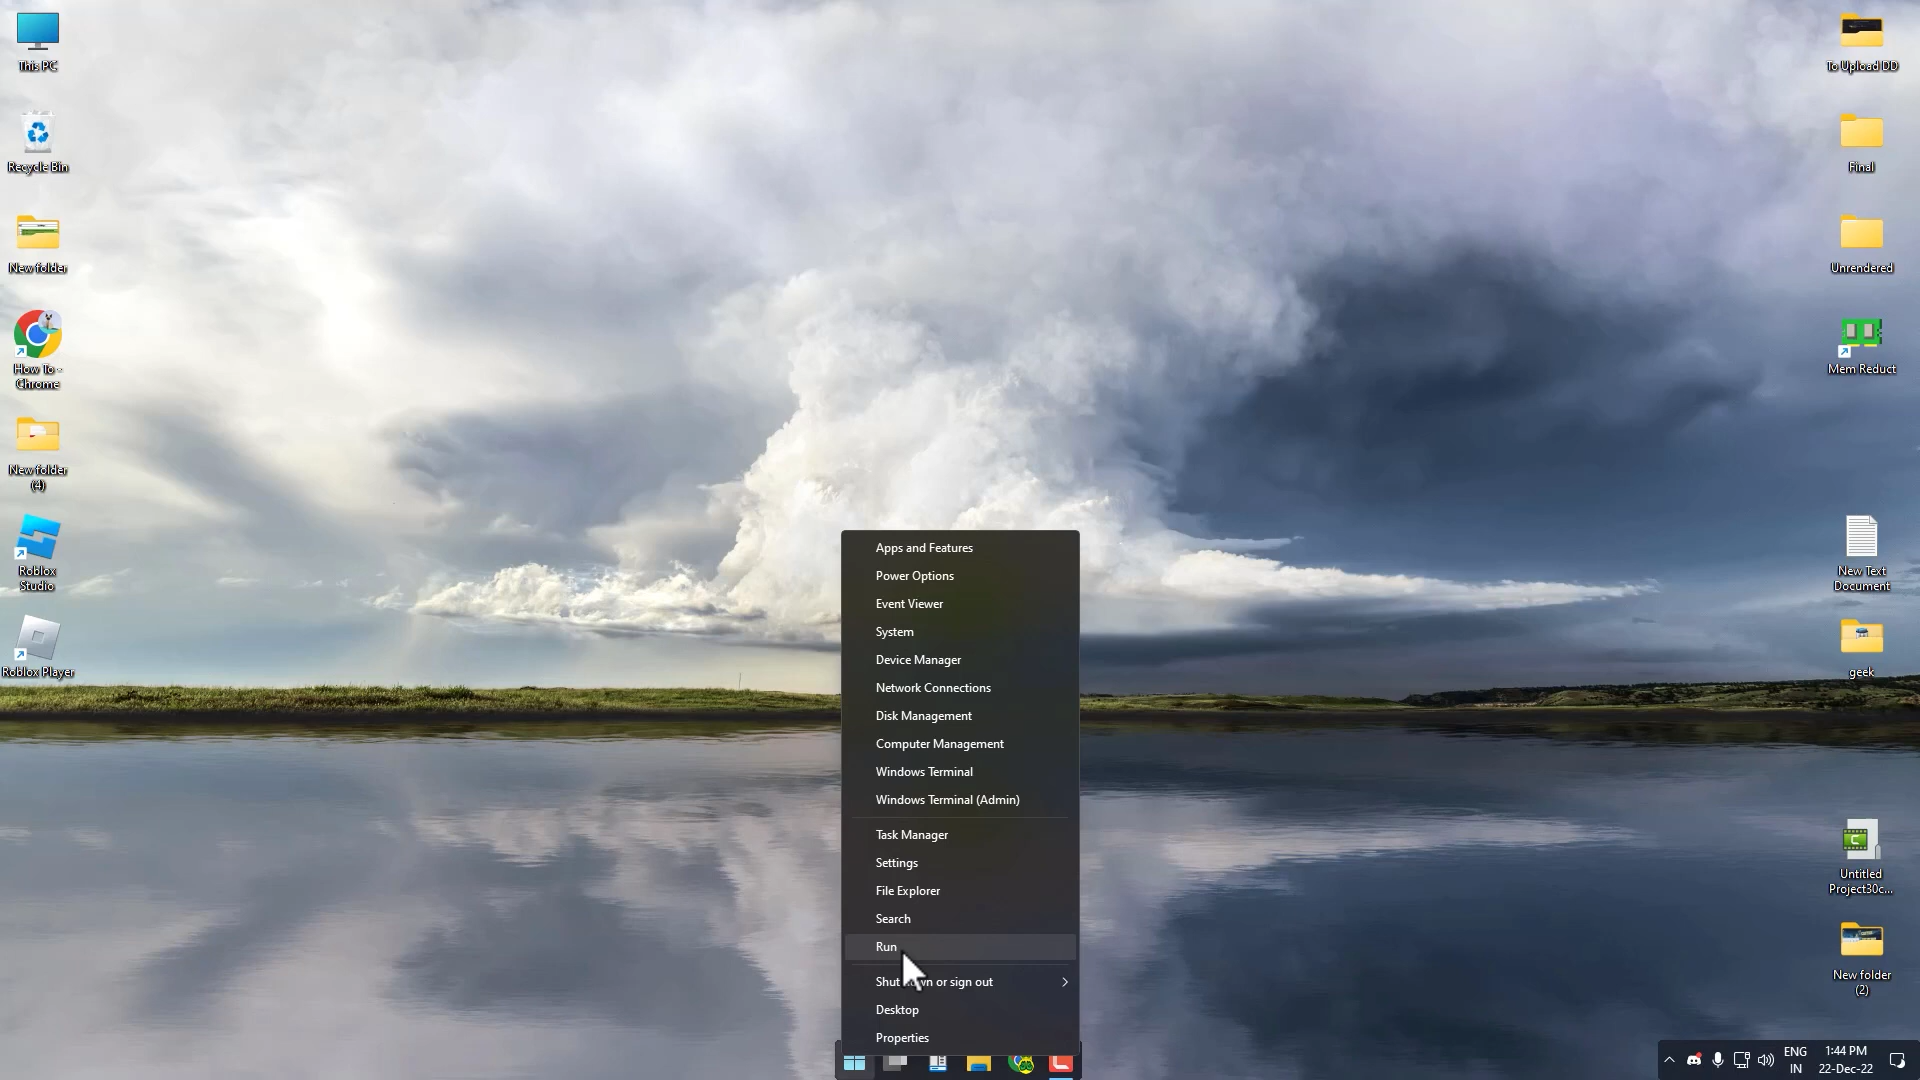 This PC
Recycle Bin
New folder
How To -
Chrome
New folder
(4)
Roblox
Studio
Roblox Player
To Upload DD
Final
Unrendered
Mem Reduct
New Text
Document
geek
Untitled
Project30c...
New folder
(2)
Apps and Features
Power Options
Event Viewer
System
Device Manager
Network Connections
Disk Management
Computer Management
Windows Terminal
Windows Terminal (Admin)
Task Manager
Settings
File Explorer
Search
Run
Shut down or sign out
Desktop
Properties
ENG
IN
1:44 PM
22-Dec-22